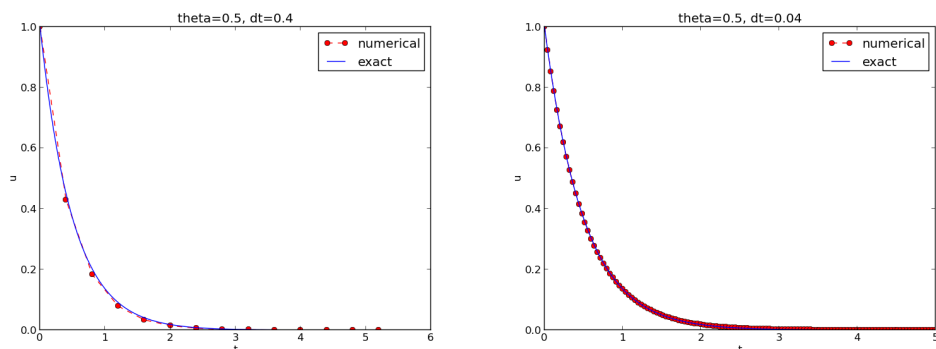 theta=0.5, dt=0.4
1.0
0.8
0.6
0.4
0.2
0.0
u
0 1 2 3 4 5 6
t
numerical
exact
theta=0.5, dt=0.04
1.0
0.8
0.6
0.4
0.2
0.0
u
0 1 2 3 4 5
t
numerical
exact